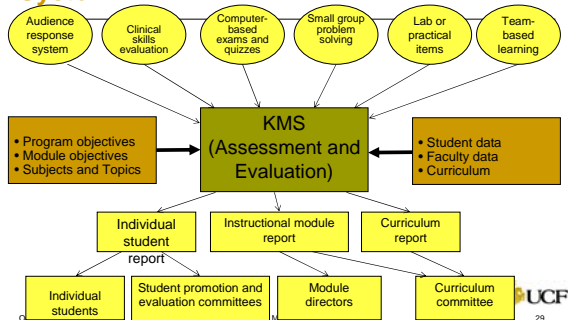 Audience
response
system
Clinical
skills
evaluation
Computer-
based
exams and
quizzes
Small group
problem
solving
Lab or
practical
items
Team-
based
learning
KMS
(Assessment and
Evaluation)
• Program objectives
• Module objectives
• Subjects and Topics
• Student data
• Faculty data
• Curriculum
Individual
student
report
Instructional module
report
Curriculum
report
Individual
students
Student promotion and
evaluation committees
Module
directors
Curriculum
committee
UCF
29